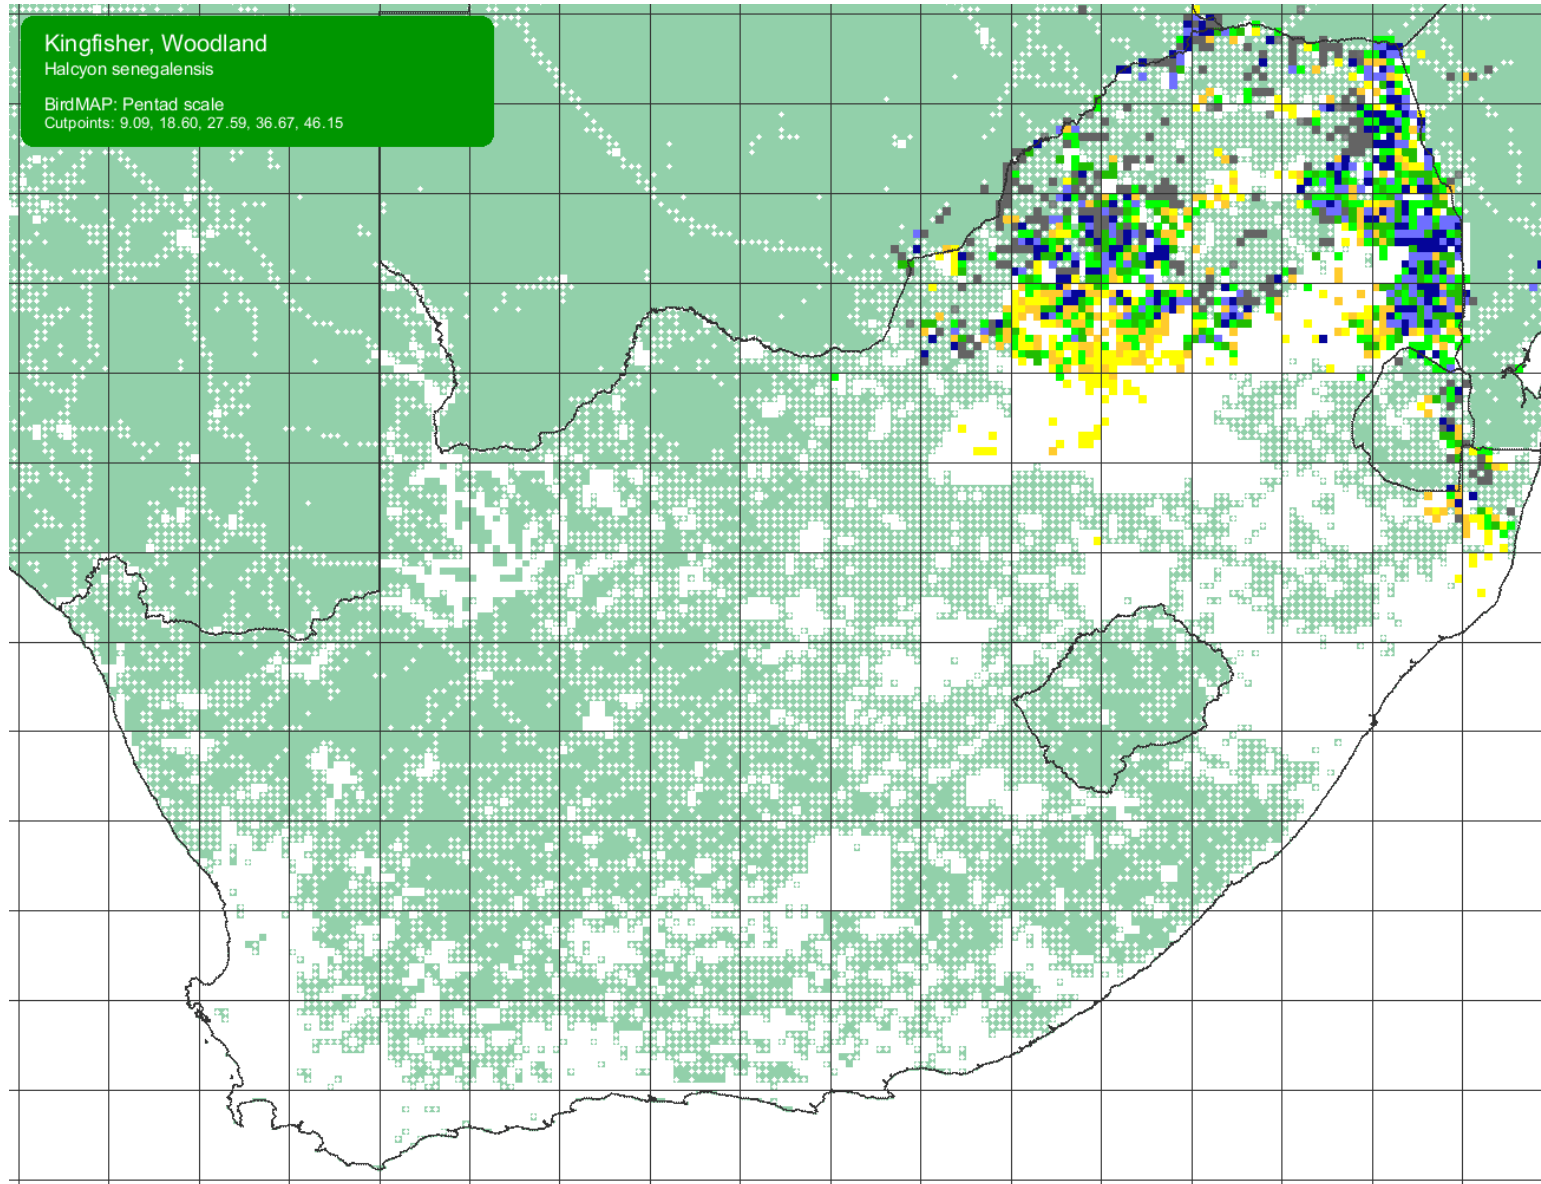 Kingfisher, Woodland
Halcyon senegalensis
BirdMAP: Pentad scale
Cutpoints: 9.09, 18.60, 27.59, 36.67, 46.15